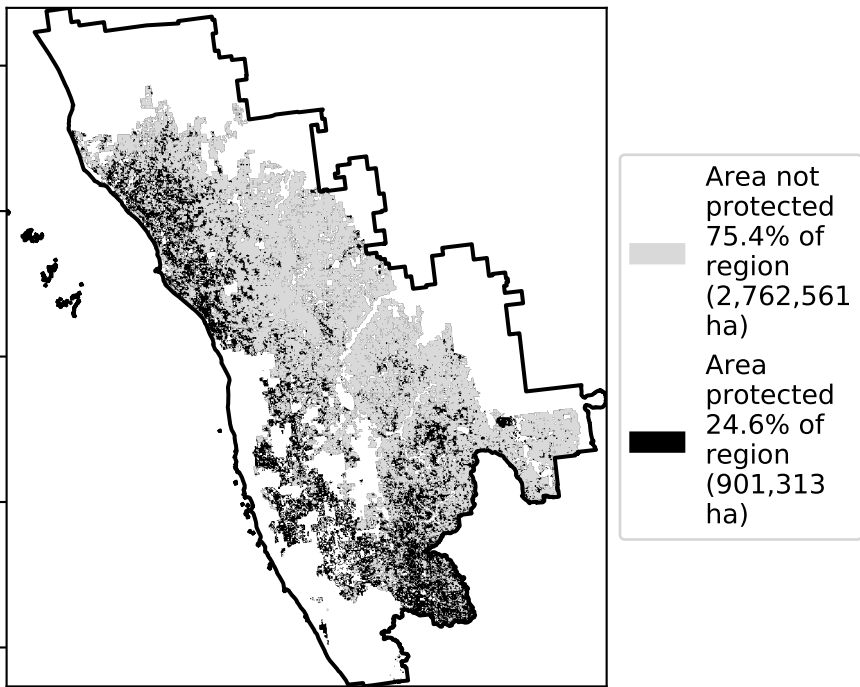 Area not
protected
75.4% of
region
(2,762,561
ha)
Area
protected
24.6% of
region
(901,313
ha)